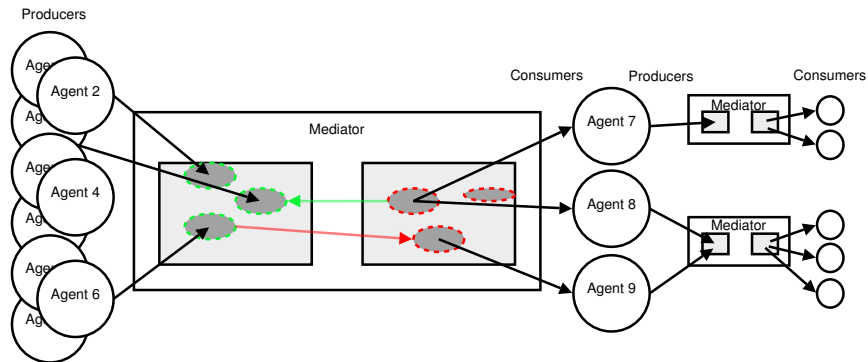 Producers
Agent 2
Agent 4
Agent 6
Mediator
Consumers
Agent 7
Agent 8
Agent 9
Producers
Mediator
Mediator
Consumers